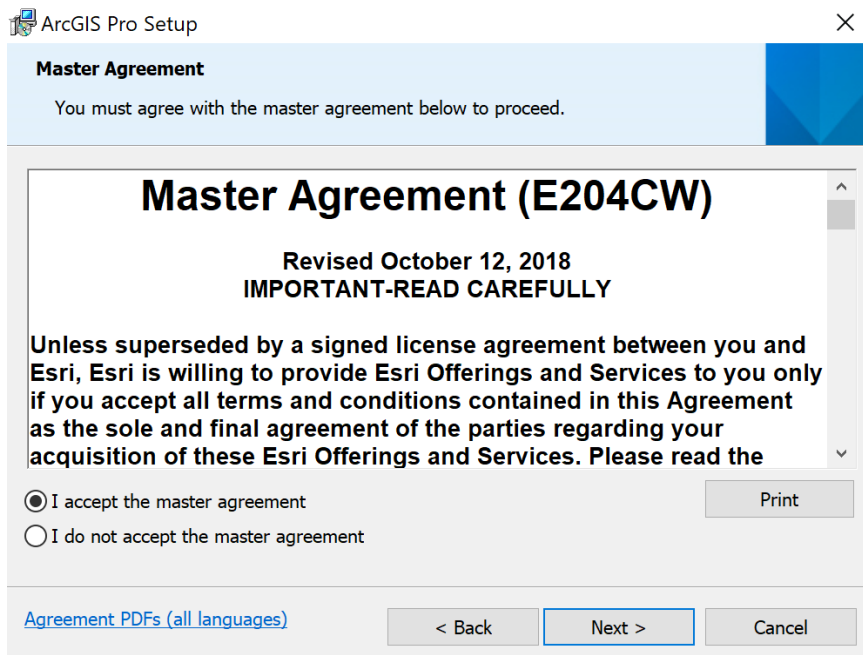 ArcGIS Pro Setup
Master Agreement
You must agree with the master agreement below to proceed.
Master Agreement (E204CW)
Revised October 12, 2018
IMPORTANT-READ CAREFULLY
Unless superseded by a signed license agreement between you and
Esri, Esri is willing to provide Esri Offerings and Services to you only
if you accept all terms and conditions contained in this Agreement
as the sole and final agreement of the parties regarding your
acquisition of these Esri Offerings and Services. Please read the
I accept the master agreement
Print
I do not accept the master agreement
Agreement PDFs (all languages)
< Back
Next >
Cancel